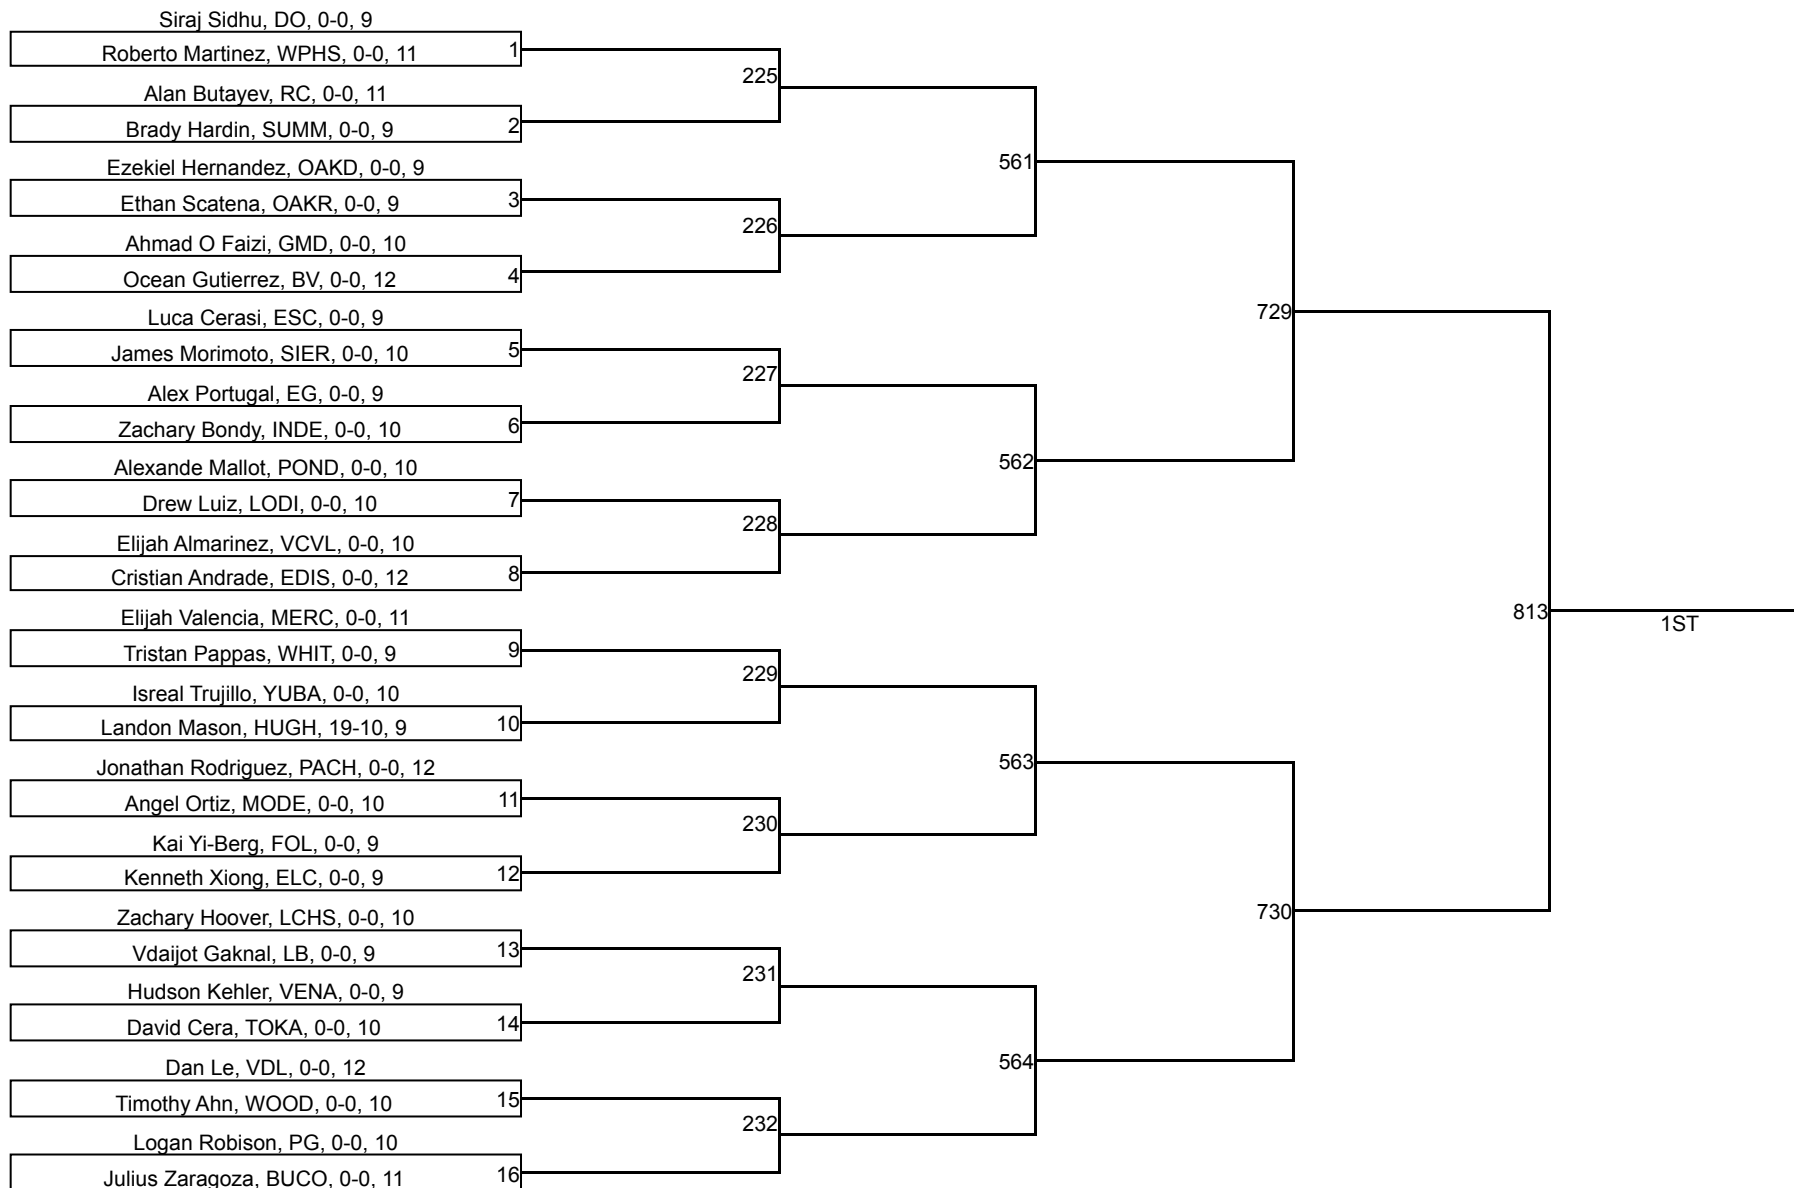 Siraj Sidhu, DO, 0-0, 9
Roberto Martinez, WPHS, 0-0, 11
1
225
Alan Butayev, RC, 0-0, 11
Brady Hardin, SUMM, 0-0, 9
2
561
Ezekiel Hernandez, OAKD, 0-0, 9
Ethan Scatena, OAKR, 0-0, 9
3
226
Ahmad O Faizi, GMD, 0-0, 10
Ocean Gutierrez, BV, 0-0, 12
4
729
Luca Cerasi, ESC, 0-0, 9
James Morimoto, SIER, 0-0, 10
5
227
Alex Portugal, EG, 0-0, 9
Zachary Bondy, INDE, 0-0, 10
6
562
Alexande Mallot, POND, 0-0, 10
Drew Luiz, LODI, 0-0, 10
7
228
Elijah Almarinez, VCVL, 0-0, 10
Cristian Andrade, EDIS, 0-0, 12
8
813
1ST
Elijah Valencia, MERC, 0-0, 11
Tristan Pappas, WHIT, 0-0, 9
9
229
Isreal Trujillo, YUBA, 0-0, 10
Landon Mason, HUGH, 19-10, 9
10
563
Jonathan Rodriguez, PACH, 0-0, 12
Angel Ortiz, MODE, 0-0, 10
11
230
Kai Yi-Berg, FOL, 0-0, 9
Kenneth Xiong, ELC, 0-0, 9
12
730
Zachary Hoover, LCHS, 0-0, 10
Vdaijot Gaknal, LB, 0-0, 9
13
231
Hudson Kehler, VENA, 0-0, 9
David Cera, TOKA, 0-0, 10
14
564
Dan Le, VDL, 0-0, 12
Timothy Ahn, WOOD, 0-0, 10
15
232
Logan Robison, PG, 0-0, 10
Julius Zaragoza, BUCO, 0-0, 11
16